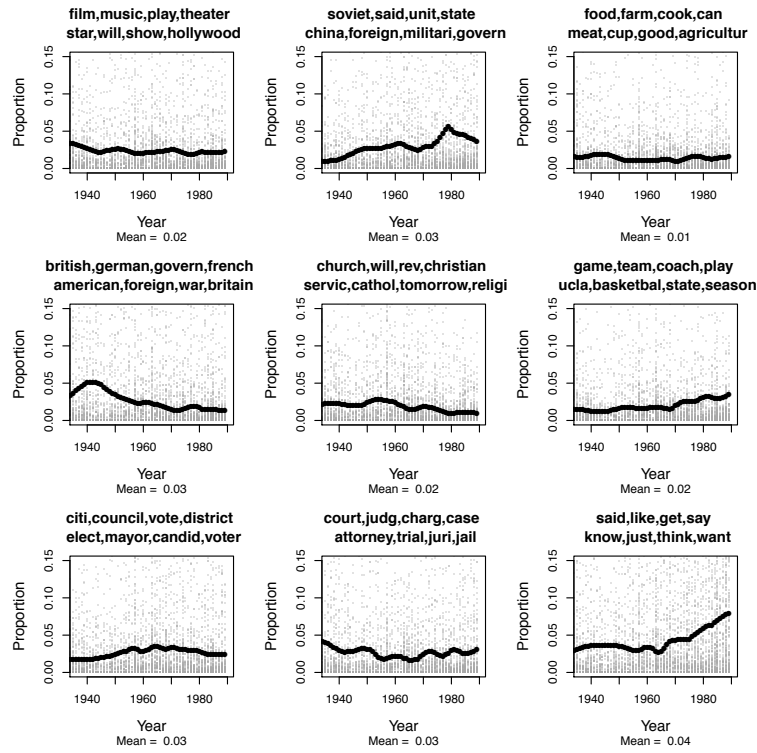 film,music,play,theater
star,will,show,hollywood
Proportion
0.00 0.05 0.10 0.15
1940 1960 1980
Year
Mean = 0.02
soviet,said,unit,state
china,foreign,militari,govern
Proportion
0.00 0.05 0.10 0.15
1940 1960 1980
Year
Mean = 0.03
food,farm,cook,can
meat,cup,good,agricultur
Proportion
0.00 0.05 0.10 0.15
1940 1960 1980
Year
Mean = 0.01
british,german,govern,french
american,foreign,war,britain
Proportion
0.00 0.05 0.10 0.15
1940 1960 1980
Year
Mean = 0.03
church,will,rev,christian
servic,cathol,tomorrow,religi
Proportion
0.00 0.05 0.10 0.15
1940 1960 1980
Year
Mean = 0.02
game,team,coach,play
ucla,basketbal,state,season
Proportion
0.00 0.05 0.10 0.15
1940 1960 1980
Year
Mean = 0.02
citi,council,vote,district
elect,mayor,candid,voter
Proportion
0.00 0.05 0.10 0.15
1940 1960 1980
Year
Mean = 0.03
court,judg,charg,case
attorney,trial,juri,jail
Proportion
0.00 0.05 0.10 0.15
1940 1960 1980
Year
Mean = 0.03
said,like,get,say
know,just,think,want
Proportion
0.00 0.05 0.10 0.15
1940 1960 1980
Year
Mean = 0.04